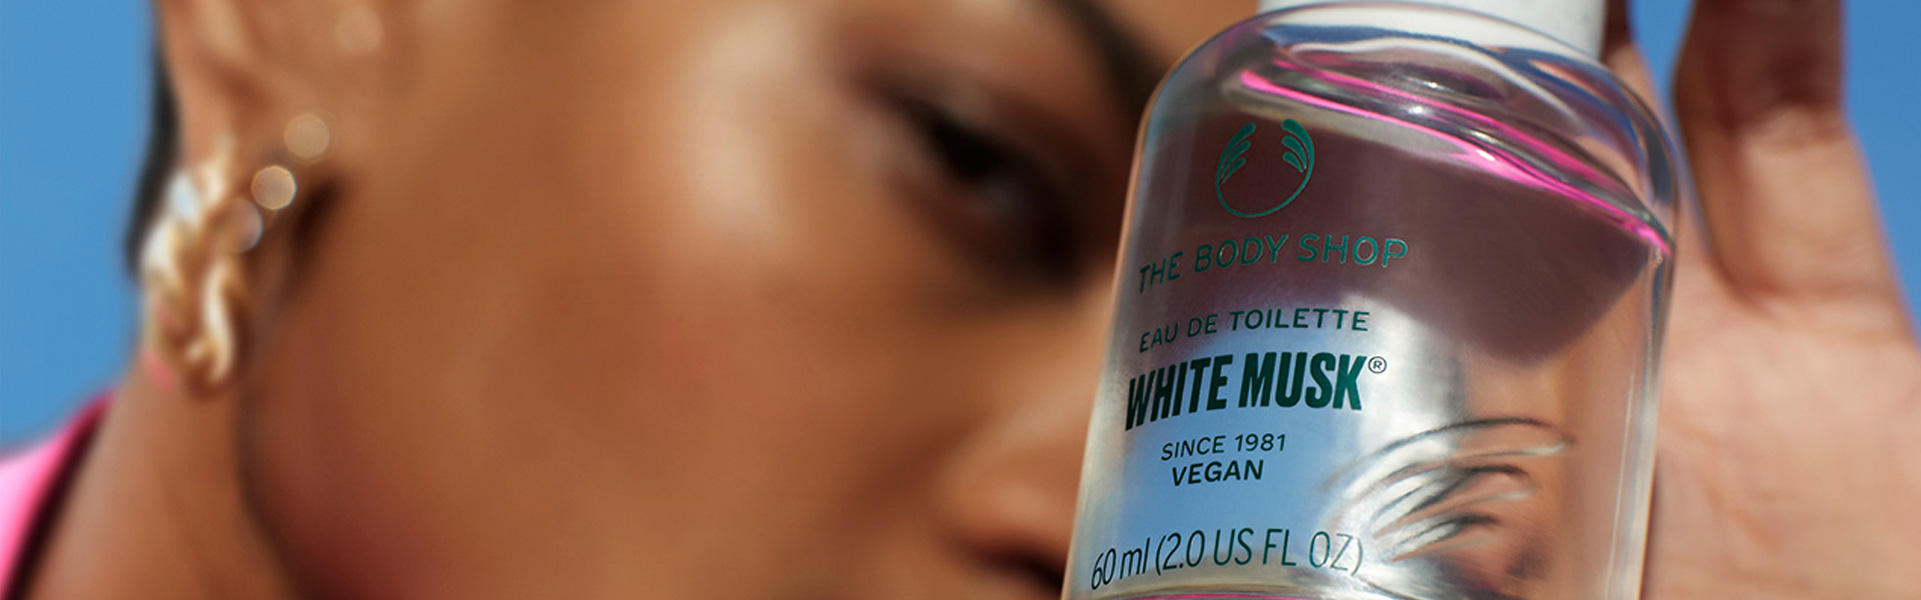 THE BODY SHOP
EAU DE TOILETTE
WHITE MUSK®
SINCE 1981
VEGAN
60 ml (2.0 US FL OZ)